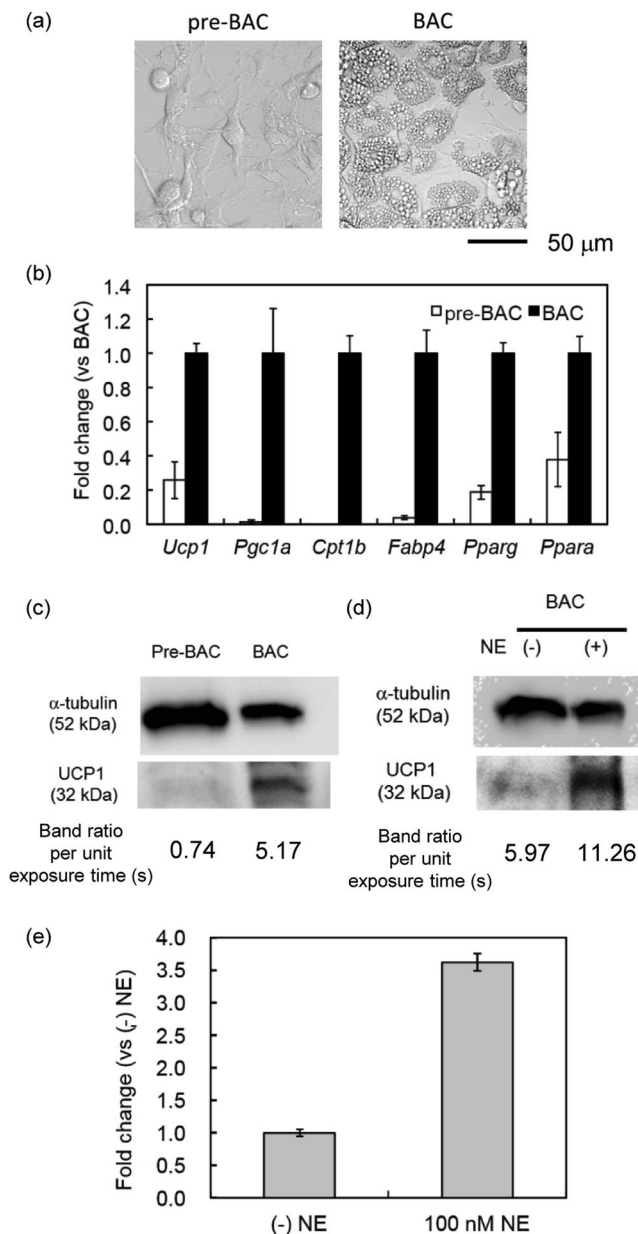 (a)
pre-BAC BAC
50 μm
(b)
Fold change (vs BAC)
1.4
1.2
1.0
0.8
0.6
0.4
0.2
0.0
pre-BAC BAC
Ucp1 Pgc1a Cpt1b Fabp4 Pparg Ppara
(c)
Pre-BAC BAC
α-tubulin
(52 kDa)
UCP1
(32 kDa)
Band ratio
per unit
exposure time (s)
0.74 5.17
(d)
BAC
NE (-) (+)
α-tubulin
(52 kDa)
UCP1
(32 kDa)
Band ratio
per unit
exposure time (s)
5.97 11.26
(e)
Fold change (vs (-) NE)
4.0
3.5
3.0
2.5
2.0
1.5
1.0
0.5
0.0
(-) NE 100 nM NE